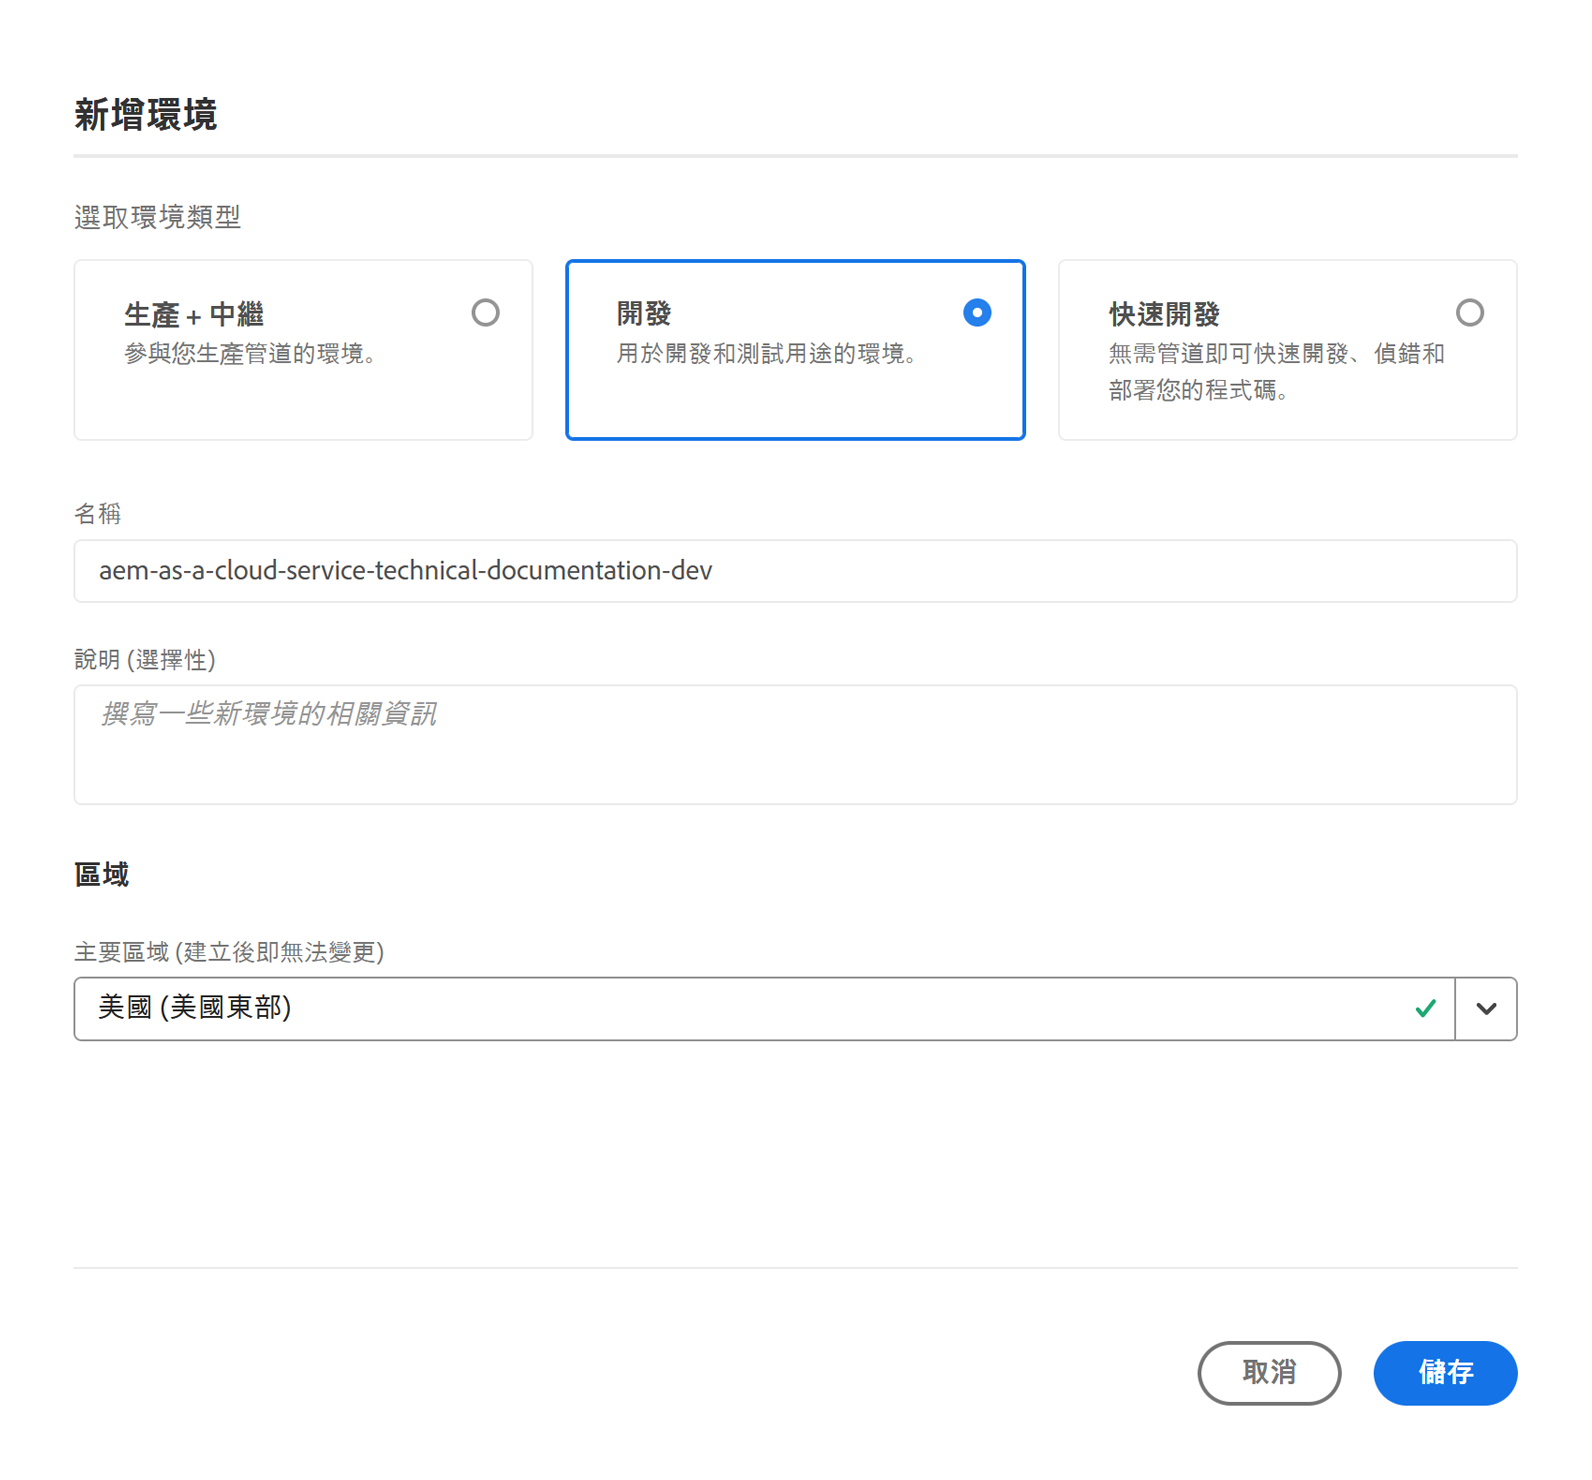 新增環境
選取環境類型
生產 + 中繼
參與您生產管道的環境。
開發
用於開發和測試用途的環境。
快速開發
無需管道即可快速開發、偵錯和
部署您的程式碼。
名稱
aem-as-a-cloud-service-technical-documentation-dev
說明 (選擇性)
撰寫一些新環境的相關資訊
區域
主要區域 (建立後即無法變更)
美國 (美國東部)
取消
儲存